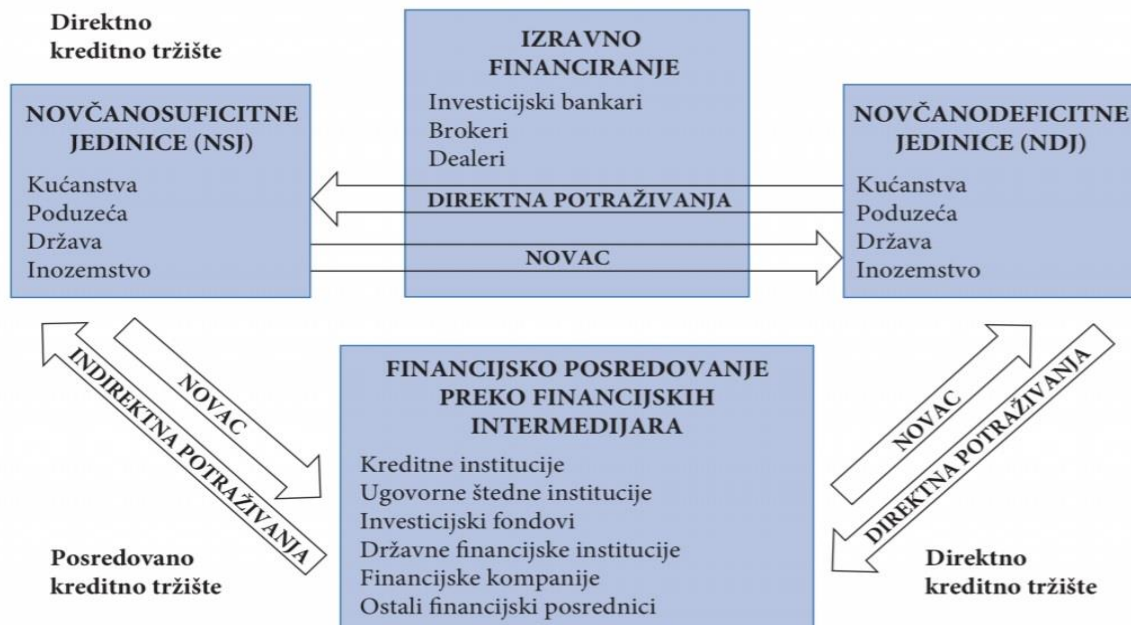 Direktno
kreditno tržište
IZRAVNO
FINANCIRANJE
Investicijski bankari
Brokeri
Dealeri
NOVČANOSUFICITNE
JEDINICE (NSJ)
Kućanstva
Poduzeća
Država
Inozemstvo
NOVČANODEFICITNE
JEDINICE (NDJ)
Kućanstva
Poduzeća
Država
Inozemstvo
DIREKTNA POTRAŽIVANJA
NOVAC
NOVAC
INDIREKTNA POTRAŽIVANJA
FINANCIJSKO POSREDOVANJE
PREKO FINANCIJSKIH
INTERMEDIJARA
Kreditne institucije
Ugovorne štedne institucije
Investicijski fondovi
Državne financijske institucije
Financijske kompanije
Ostali financijski posrednici
NOVAC
DIREKTNA POTRAŽIVANJA
Posredovano
kreditno tržište
Direktno
kreditno tržište